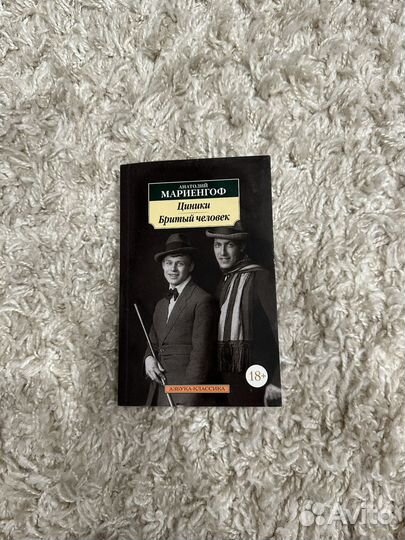 АНАТОЛИЙ
МАРИЕНГОФ
Циники
Бритый человек
18+
АЗБУКА-КЛАССИКА
Avito